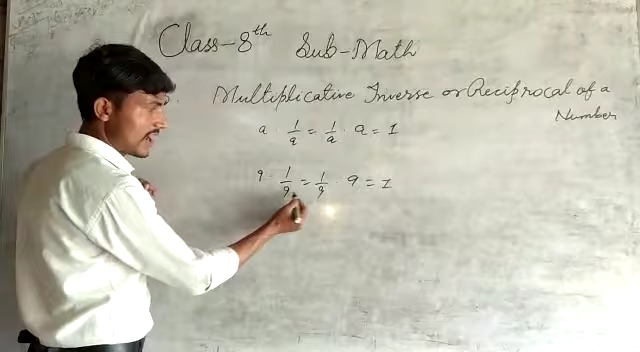 Class-8th Sub-Math
Multiplicative Inverse or Reciprocal of a
Number
a · 1/a = 1/a · a = 1
9 · 1/9 = 1/9 · 9 = 1